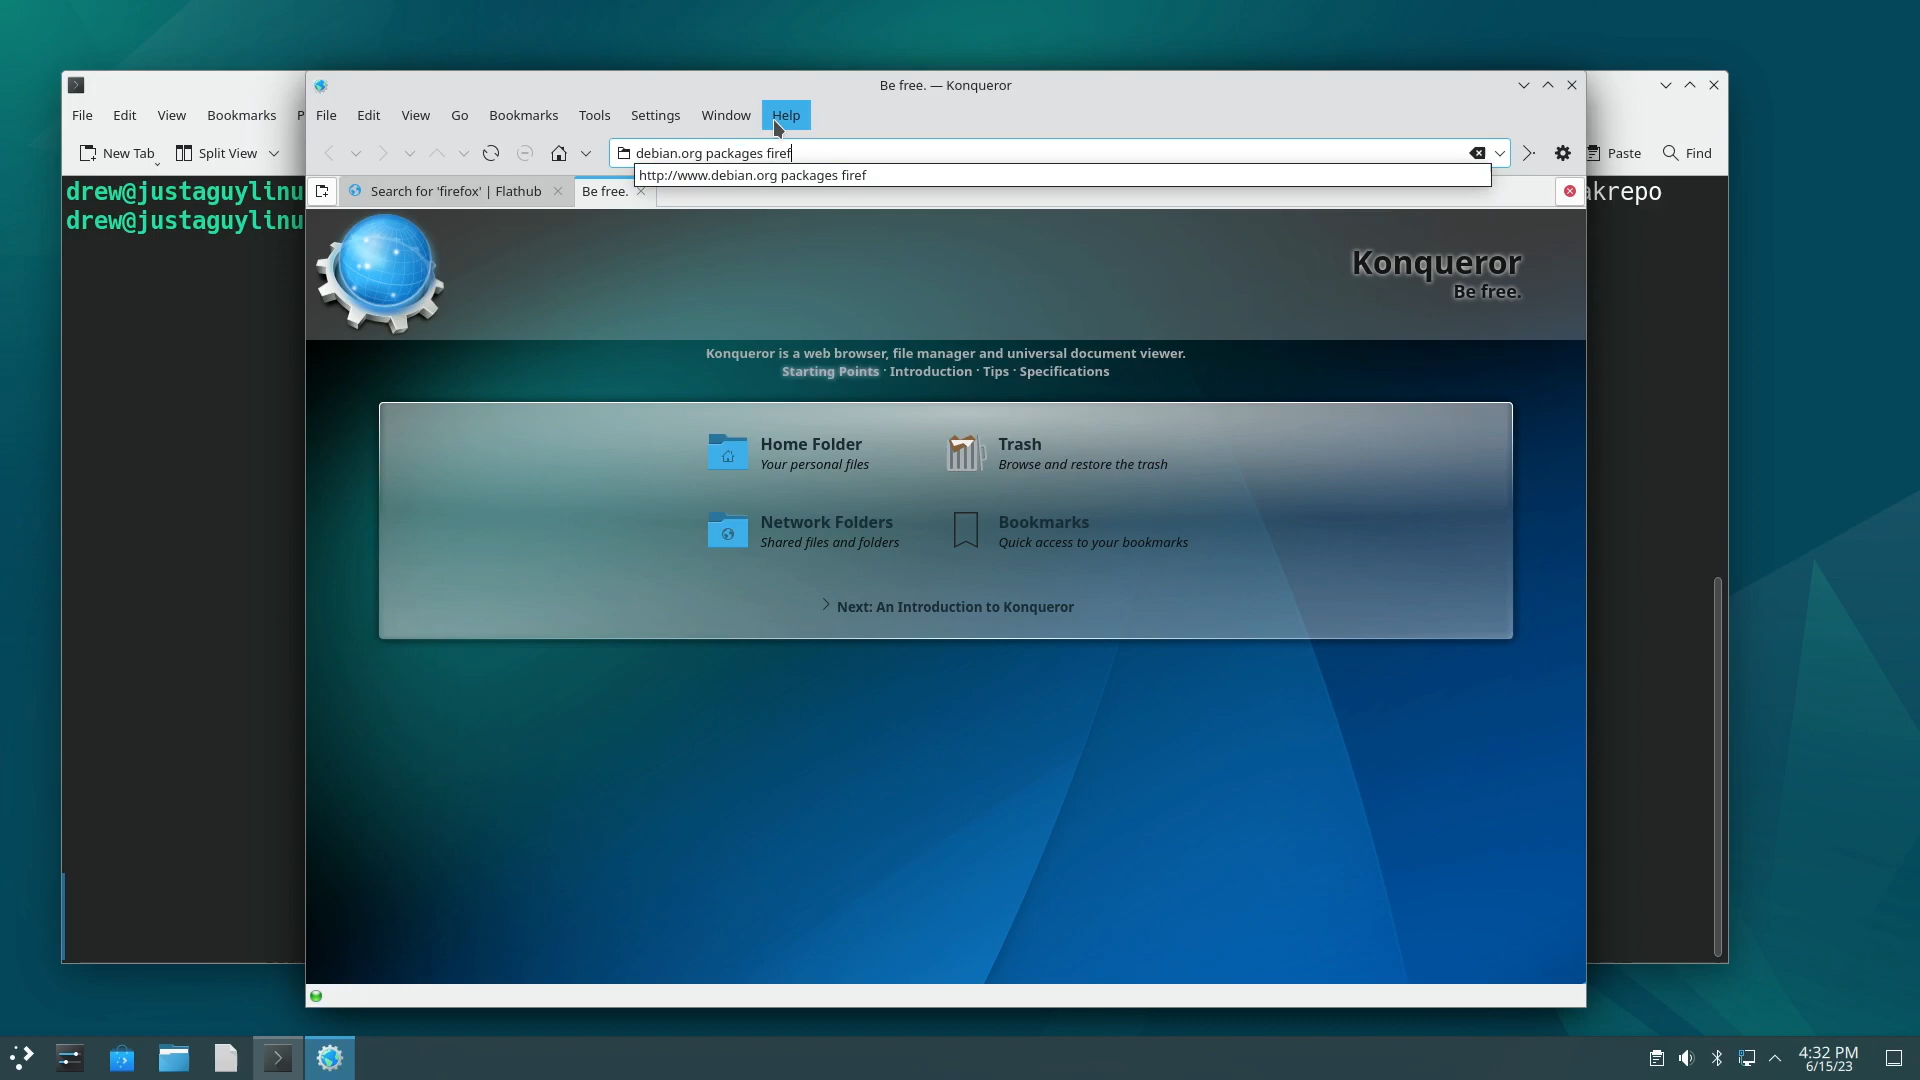 Be free. — Konqueror
File Edit View Bookmarks P
File Edit View Go Bookmarks Tools Settings Window Help
New Tab Split View
debian.org packages firef
Paste Find
http://www.debian.org packages firef
Search for 'firefox' | Flathub
Be free.
drew@justaguylinu
akrepo
drew@justaguylinu
Konqueror
Be free.
Konqueror is a web browser, file manager and universal document viewer.
Starting Points · Introduction · Tips · Specifications
Home Folder
Your personal files
Trash
Browse and restore the trash
Network Folders
Shared files and folders
Bookmarks
Quick access to your bookmarks
Next: An Introduction to Konqueror
4:32 PM
6/15/23